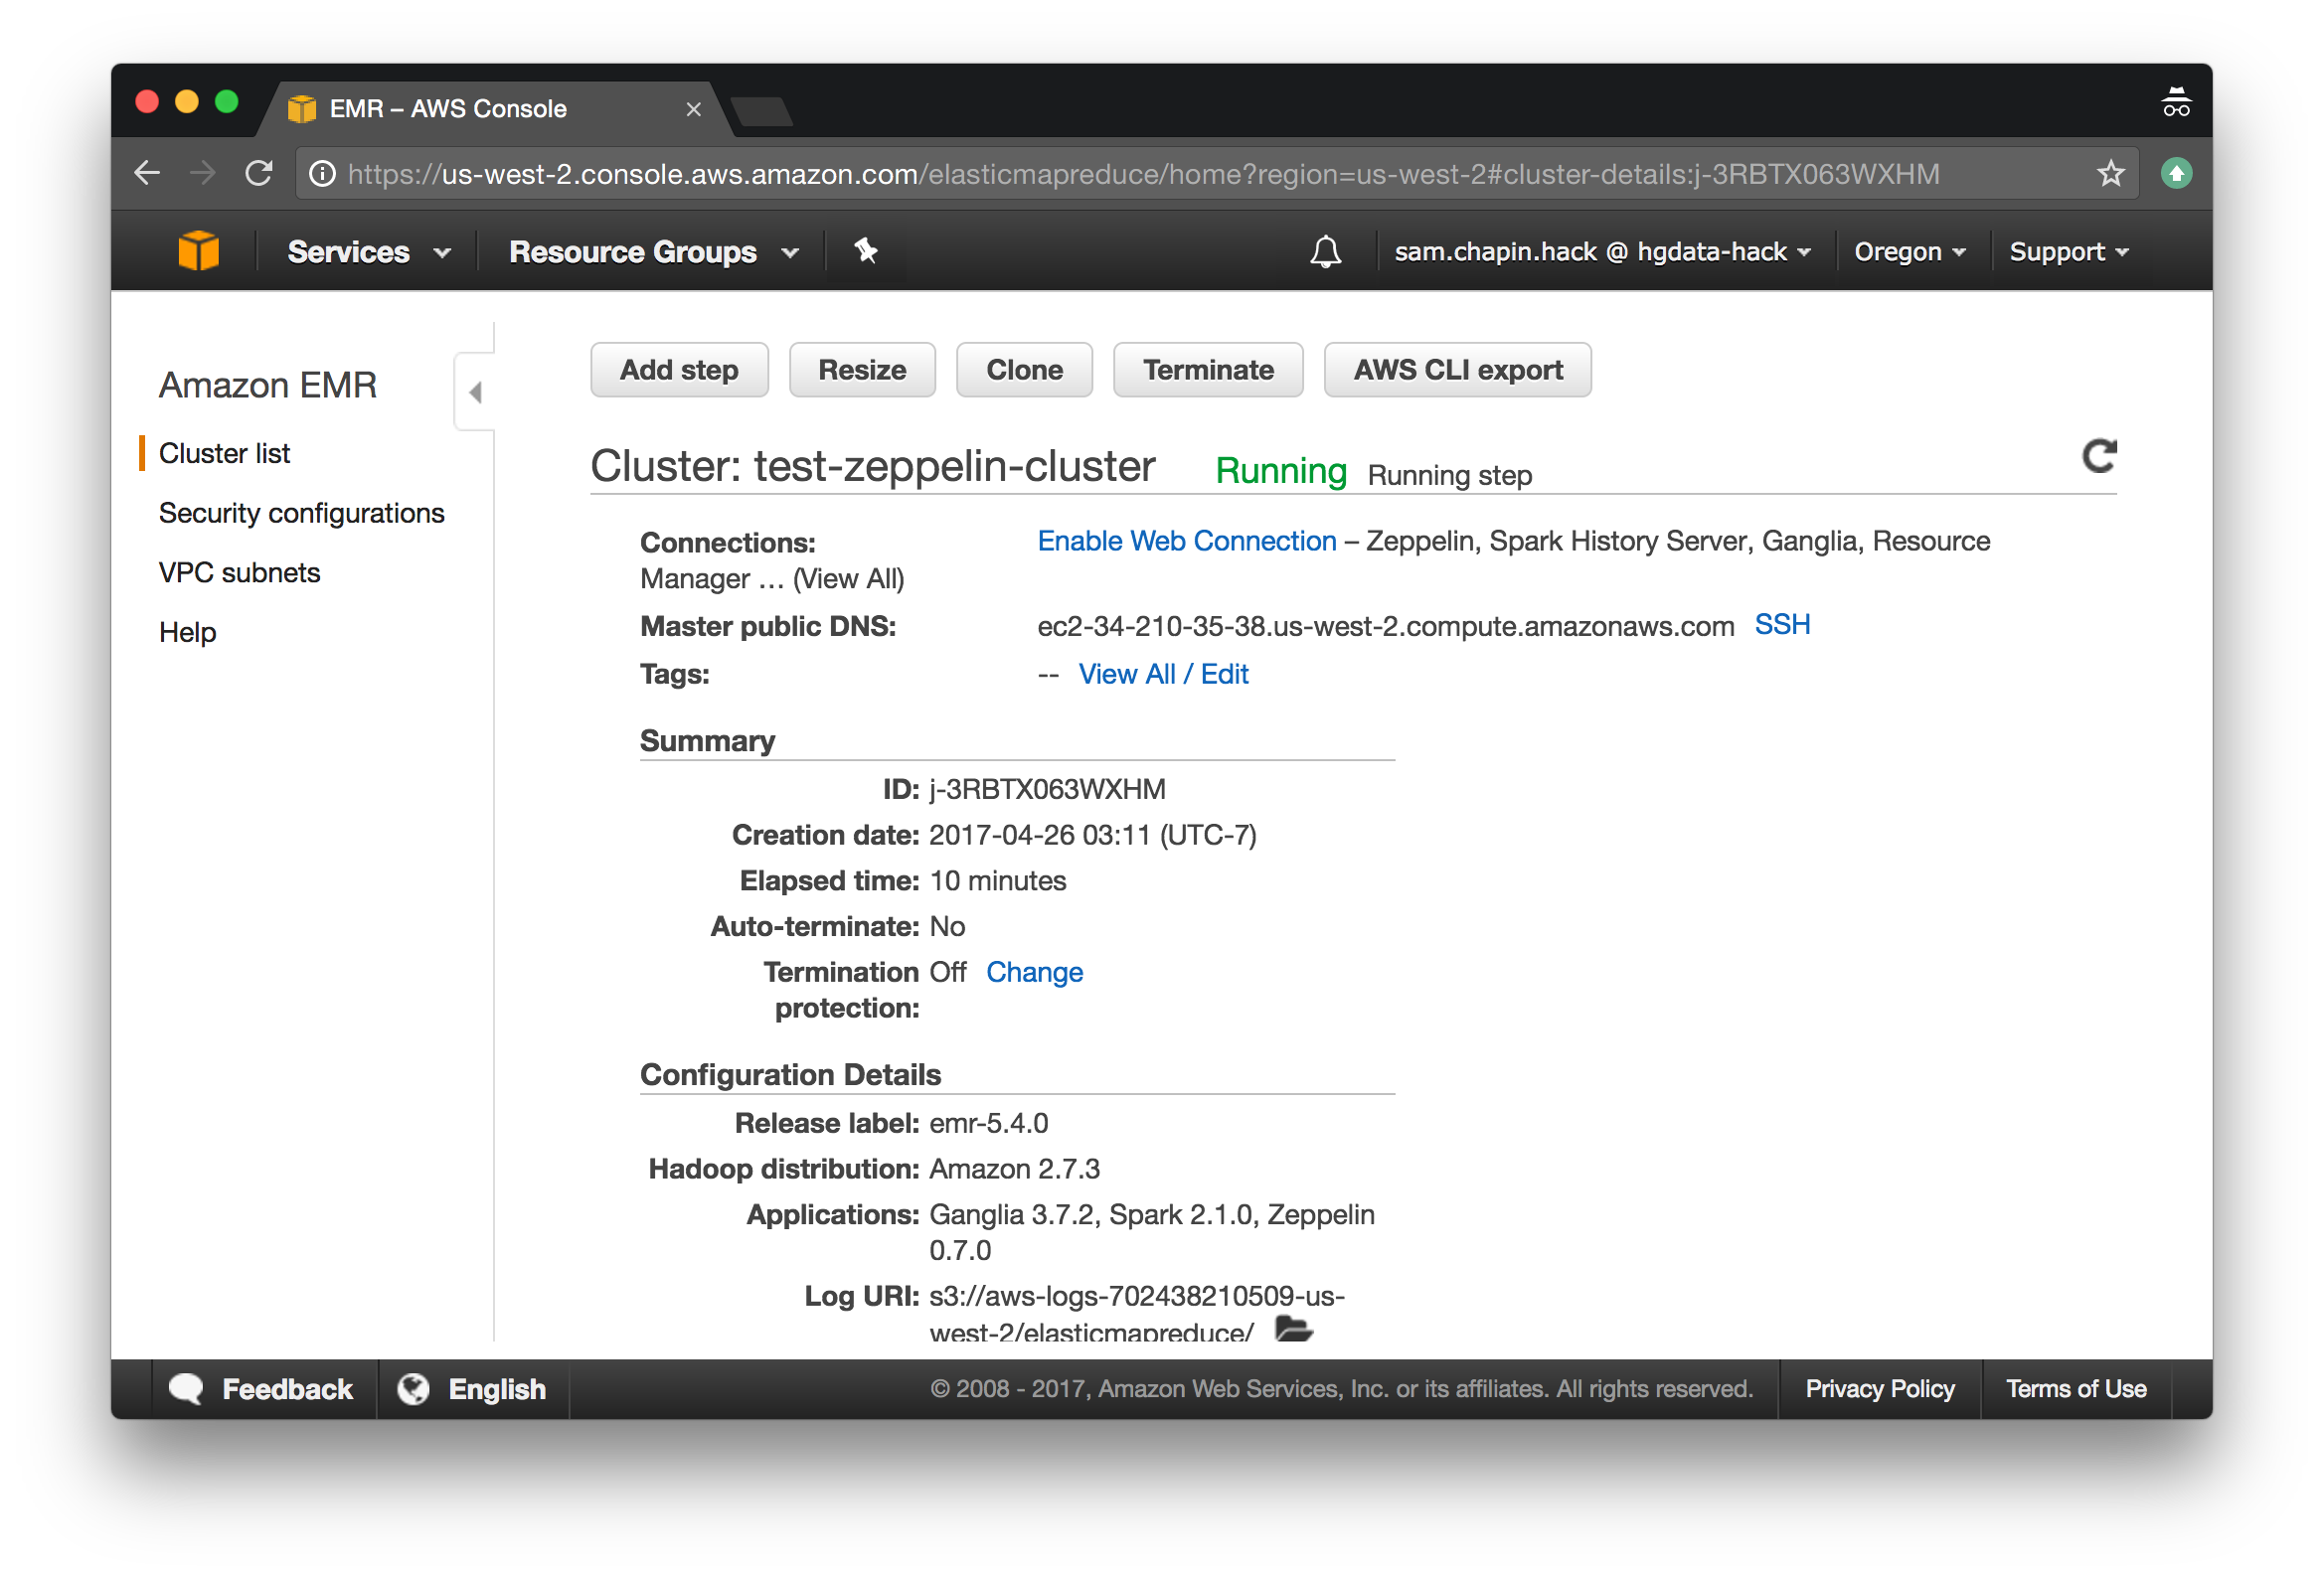 EMR – AWS Console
https://us-west-2.console.aws.amazon.com/elasticmapreduce/home?region=us-west-2#cluster-details:j-3RBTX063WXHM
Services Resource Groups sam.chapin.hack @ hgdata-hack Oregon Support
Amazon EMR
Cluster list
Security configurations
VPC subnets
Help
Add step Resize Clone Terminate AWS CLI export
Cluster: test-zeppelin-cluster Running Running step
Connections: Enable Web Connection – Zeppelin, Spark History Server, Ganglia, Resource
Manager … (View All)
Master public DNS: ec2-34-210-35-38.us-west-2.compute.amazonaws.com SSH
Tags: -- View All / Edit
Summary
ID: j-3RBTX063WXHM
Creation date: 2017-04-26 03:11 (UTC-7)
Elapsed time: 10 minutes
Auto-terminate: No
Termination Off Change
protection:
Configuration Details
Release label: emr-5.4.0
Hadoop distribution: Amazon 2.7.3
Applications: Ganglia 3.7.2, Spark 2.1.0, Zeppelin
0.7.0
Log URI: s3://aws-logs-702438210509-us-
west-2/elasticmapreduce/
Feedback English © 2008 - 2017, Amazon Web Services, Inc. or its affiliates. All rights reserved. Privacy Policy Terms of Use